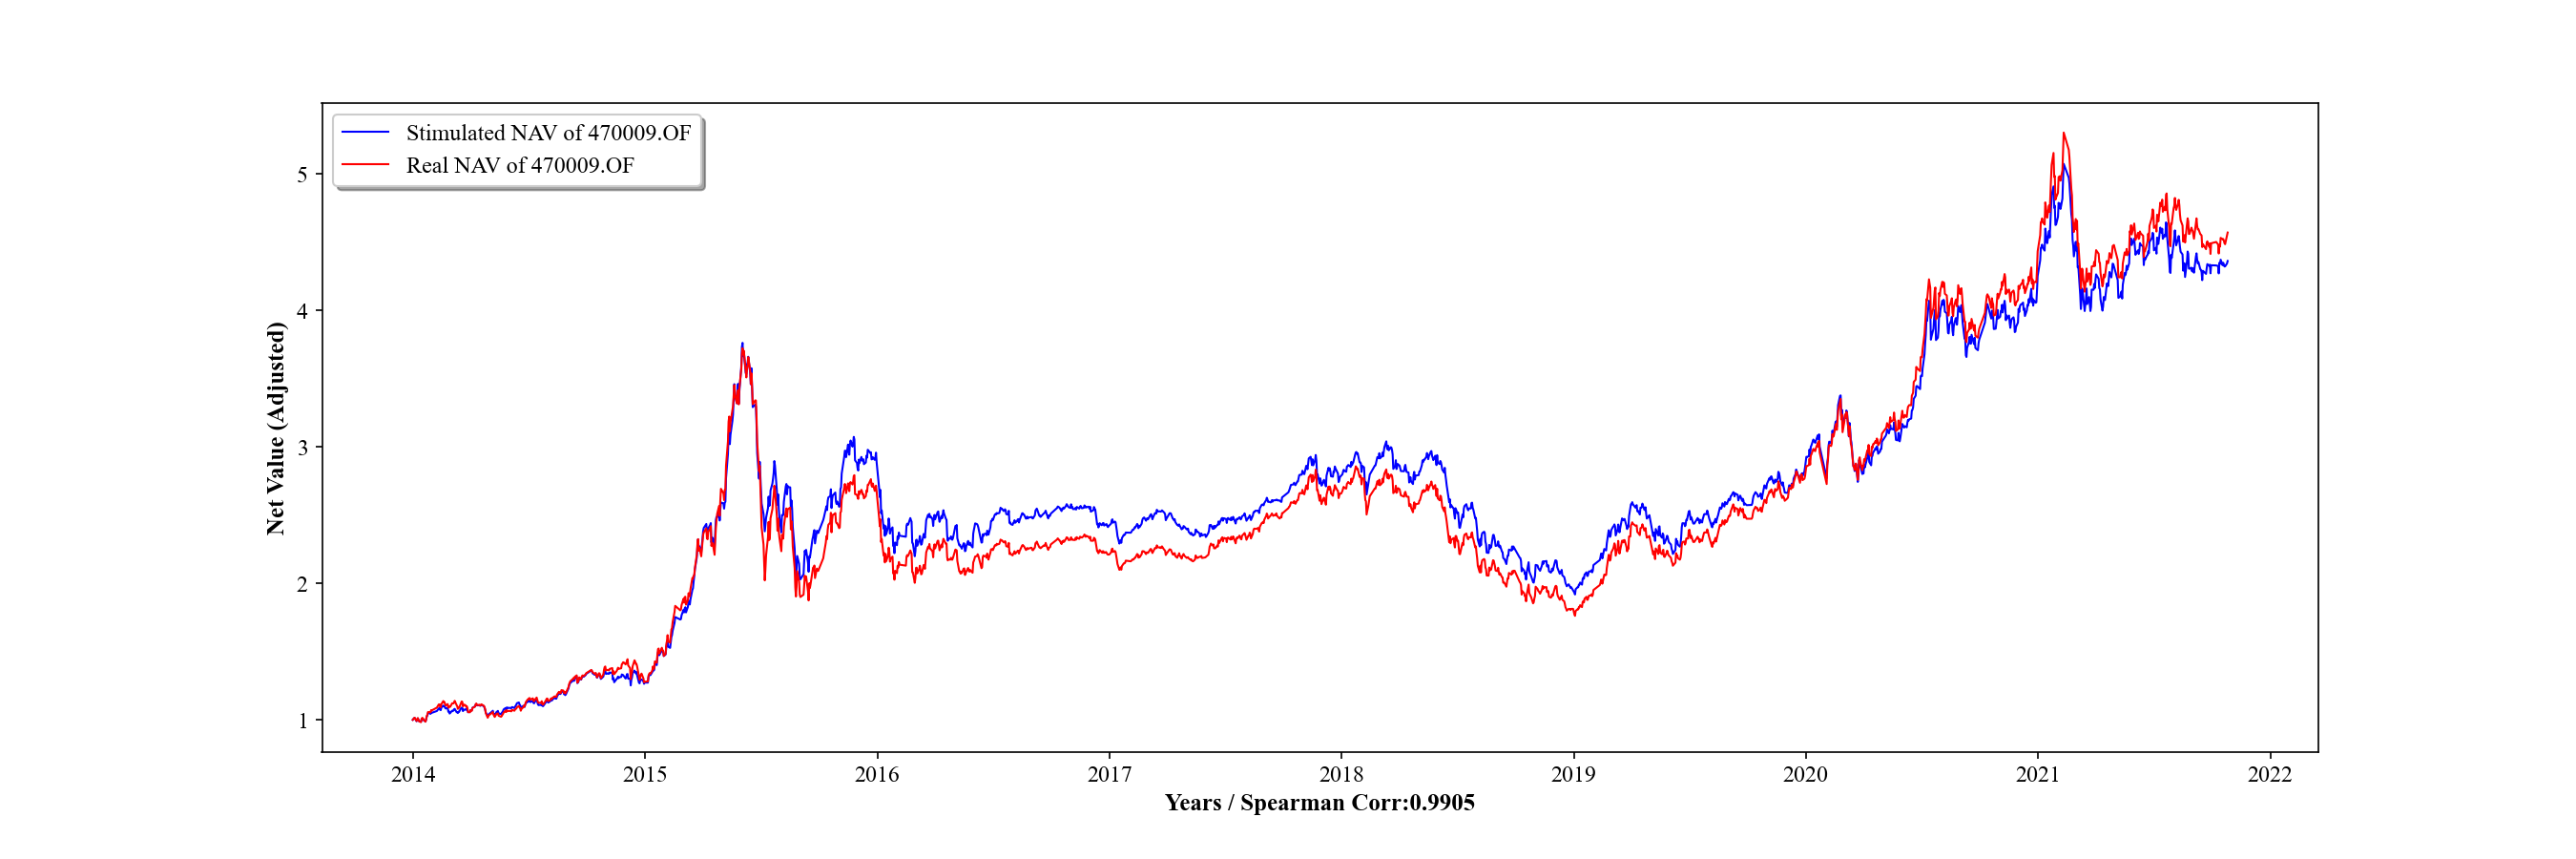 Stimulated NAV of 470009.OF
Real NAV of 470009.OF
Net Value (Adjusted)
5
4
3
2
1
2014 2015 2016 2017 2018 2019 2020 2021 2022
Years / Spearman Corr:0.9905